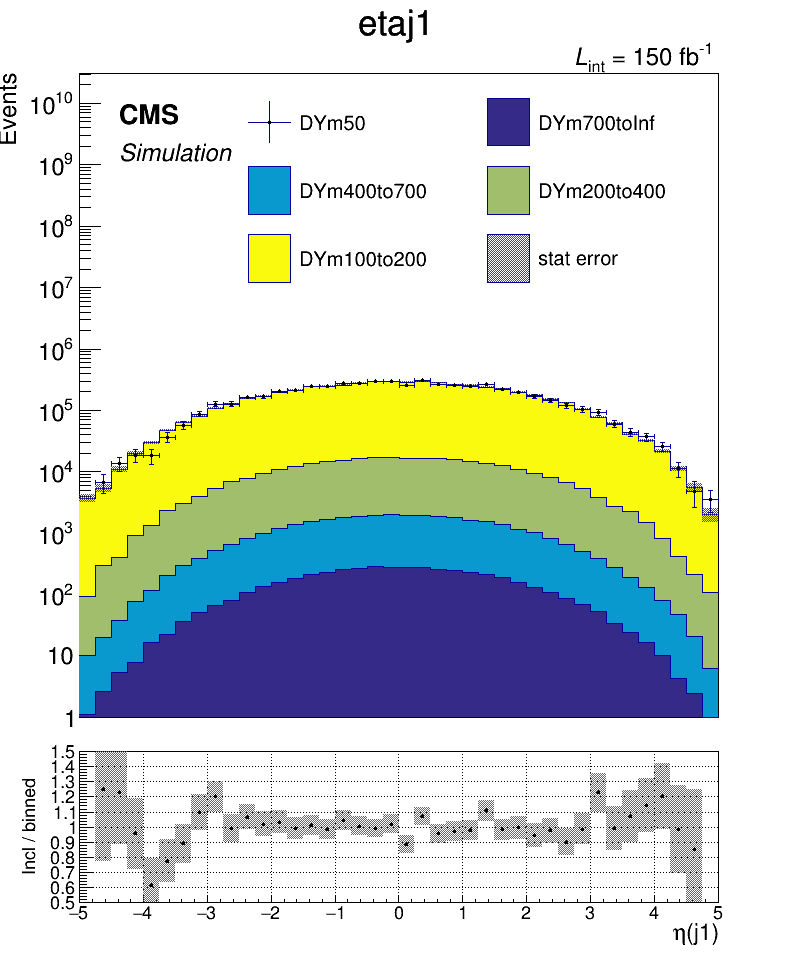 etaj1
L_int = 150 fb^-1
Events
CMS
Simulation
DYm50
DYm700toInf
DYm400to700
DYm200to400
DYm100to200
stat error
10^10
10^9
10^8
10^7
10^6
10^5
10^4
10^3
10^2
10
1
Incl / binned
1.5
1.4
1.3
1.2
1.1
1
0.9
0.8
0.7
0.6
0.5
−5 −4 −3 −2 −1 0 1 2 3 4 5
η(j1)